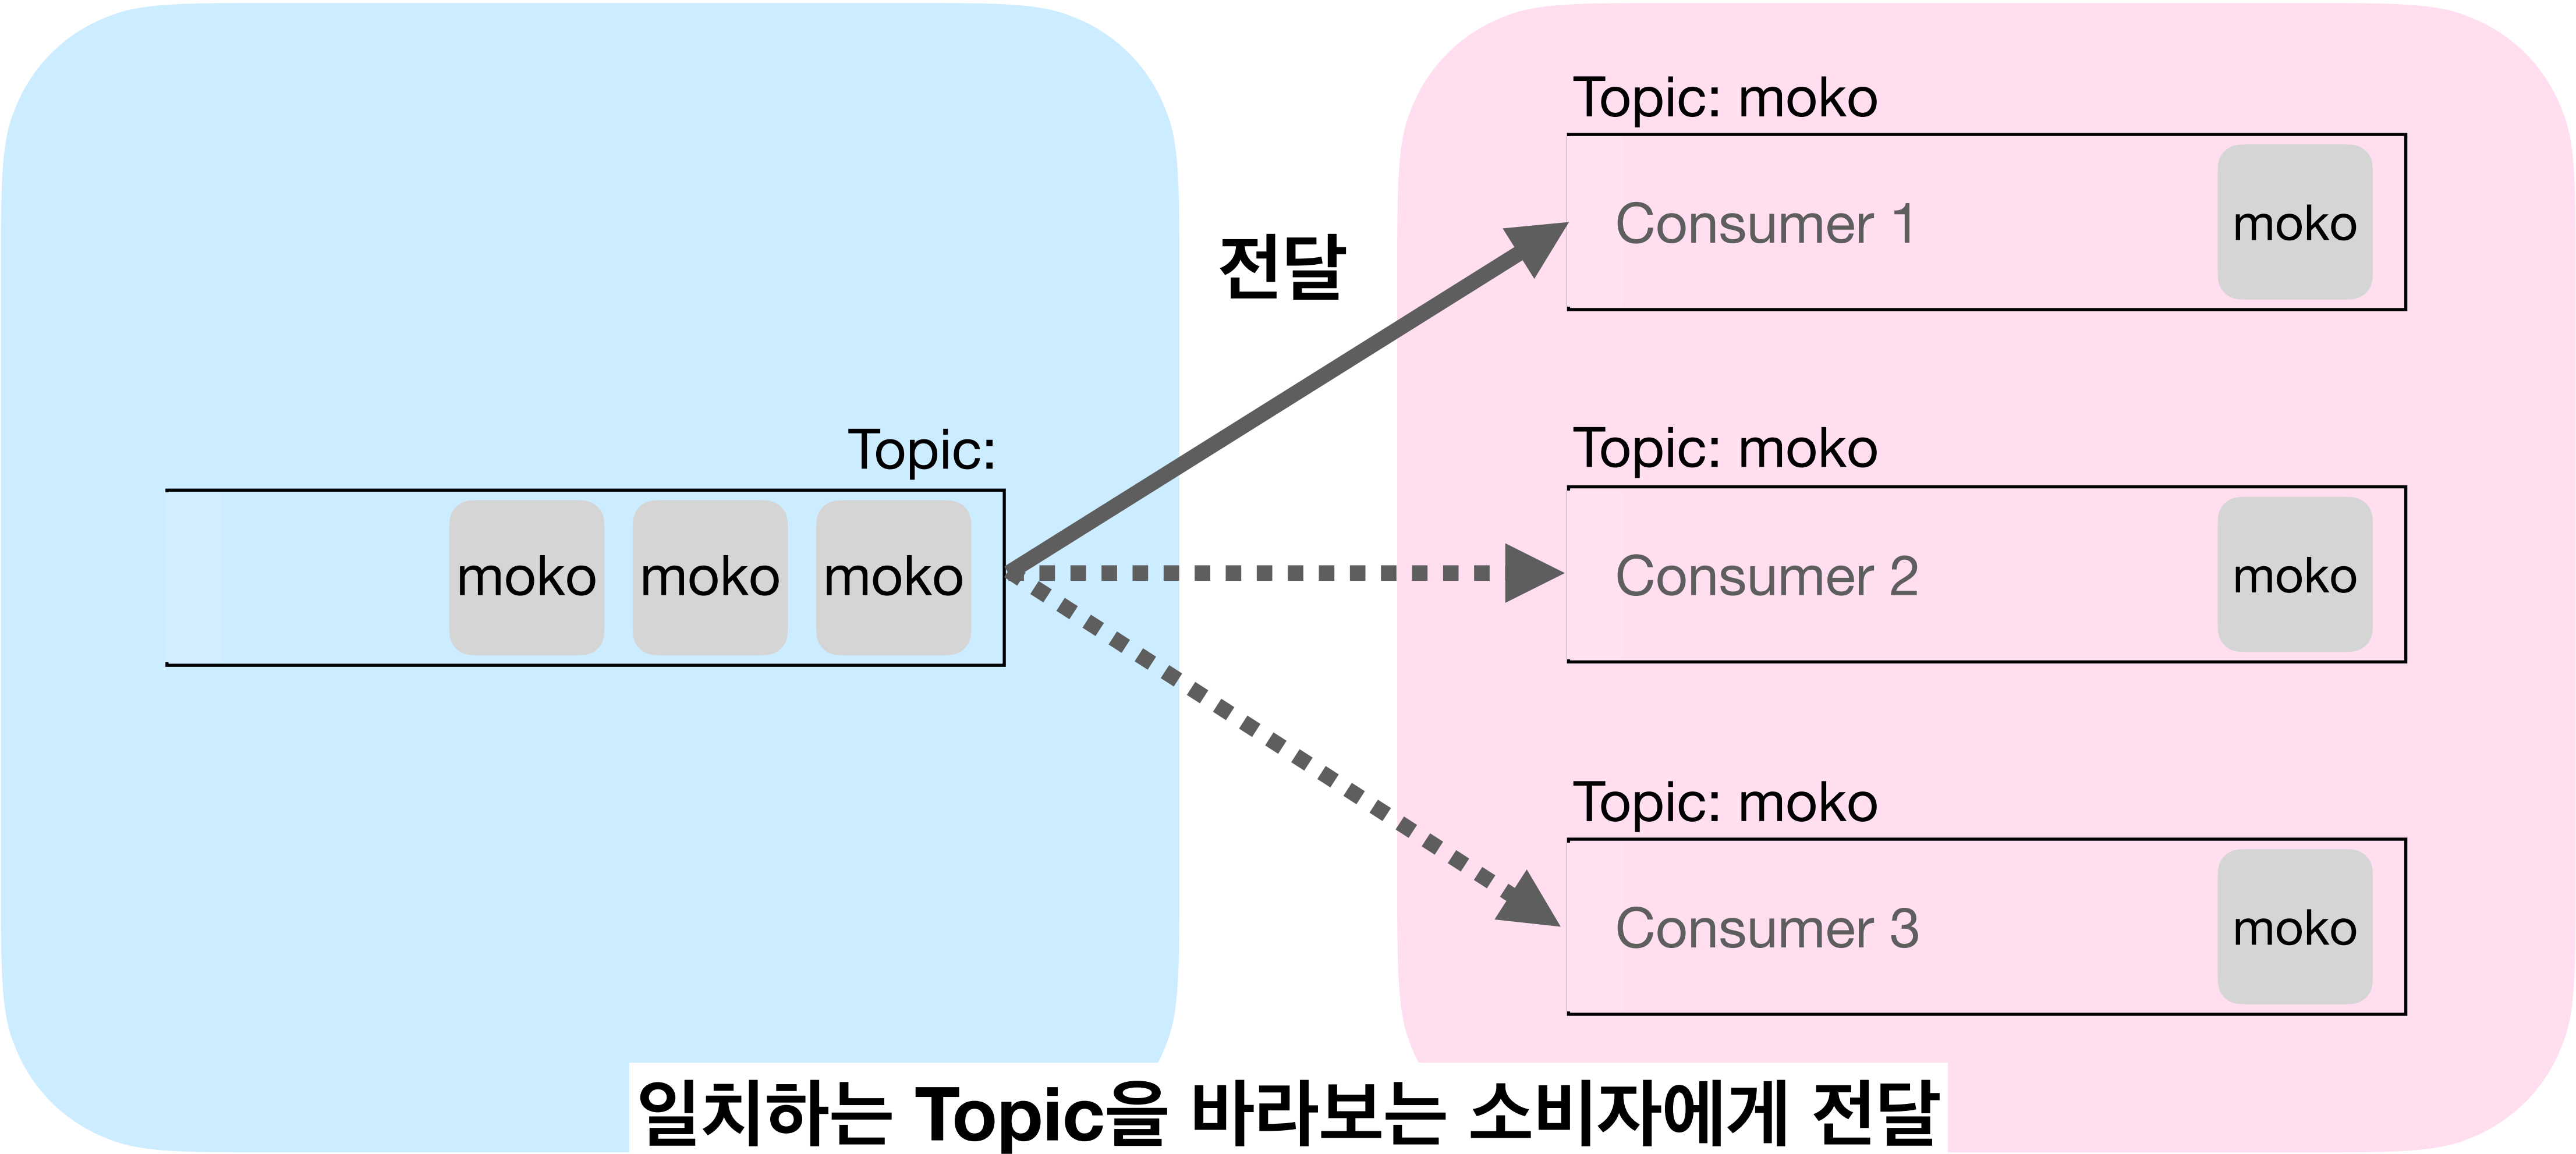 Topic:
moko moko moko
전달
Topic: moko
Consumer 1 moko
Topic: moko
Consumer 2 moko
Topic: moko
Consumer 3 moko
일치하는 Topic을 바라보는 소비자에게 전달